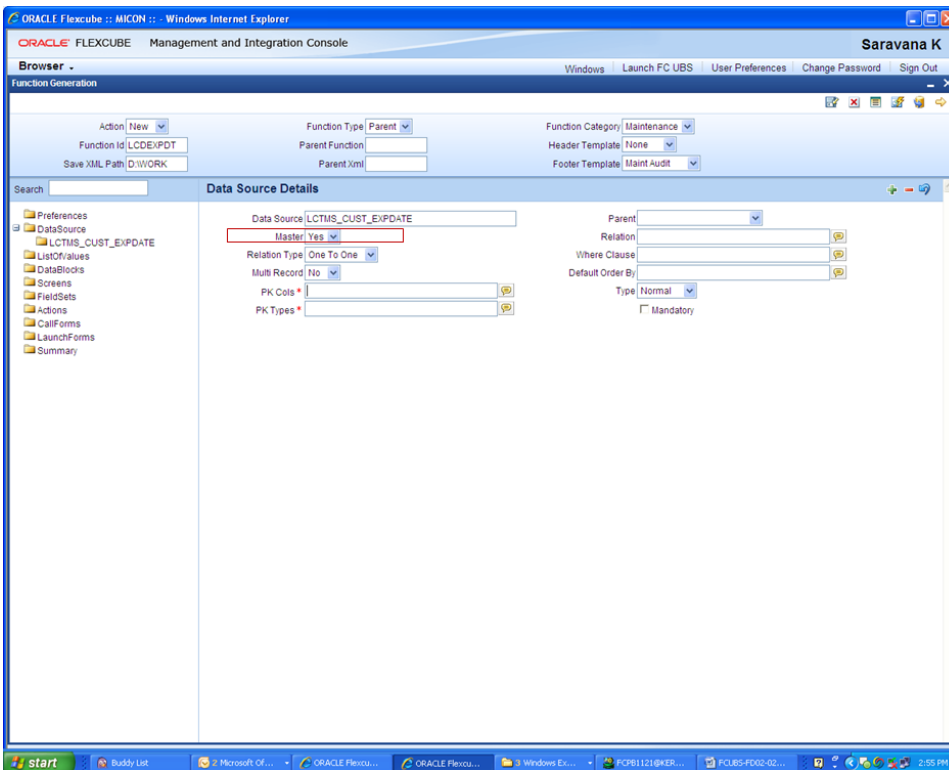 ORACLE Flexcube :: MICON :: - Windows Internet Explorer
ORACLE FLEXCUBE Management and Integration Console
Saravana K
Browser
Windows Launch FC UBS User Preferences Change Password Sign Out
Function Generation
Action New Function Type Parent Function Category Maintenance
Function Id LCDEXPDT Parent Function Header Template None
Save XML Path D:\WORK Parent Xml Footer Template Maint Audit
Search
Data Source Details
Preferences
DataSource
LCTMS_CUST_EXPDATE
ListOfValues
DataBlocks
Screens
FieldSets
Actions
CallForms
LaunchForms
Summary
Data Source LCTMS_CUST_EXPDATE Parent
Master Yes Relation
Relation Type One To One Where Clause
Multi Record No Default Order By
PK Cols * Type Normal
PK Types * Mandatory
start Buddy List 2 Microsoft Of... ORACLE Flexcu... ORACLE Flexcu... 3 Windows Ex... FCPB1121@KER... FCUBS-FD02-02... 2:55 PM